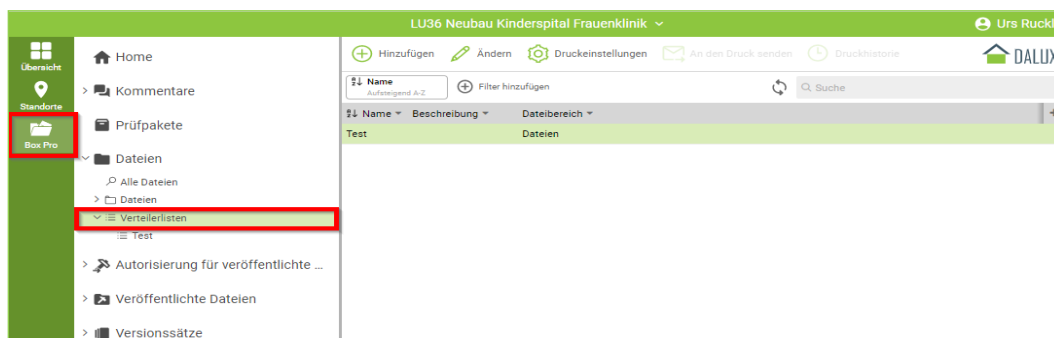 LU36 Neubau Kinderspital Frauenklinik
Urs Ruckl
Übersicht
Standorte
Box Pro
Home
Kommentare
Prüfpakete
Dateien
Alle Dateien
Dateien
Verteilerlisten
Test
Autorisierung für veröffentlichte ...
Veröffentlichte Dateien
Versionssätze
Hinzufügen Ändern Druckeinstellungen An den Druck senden Druckhistorie DALUX
Name
Aufsteigend A-Z
Filter hinzufügen
Suche
Name Beschreibung Dateibereich
Test Dateien